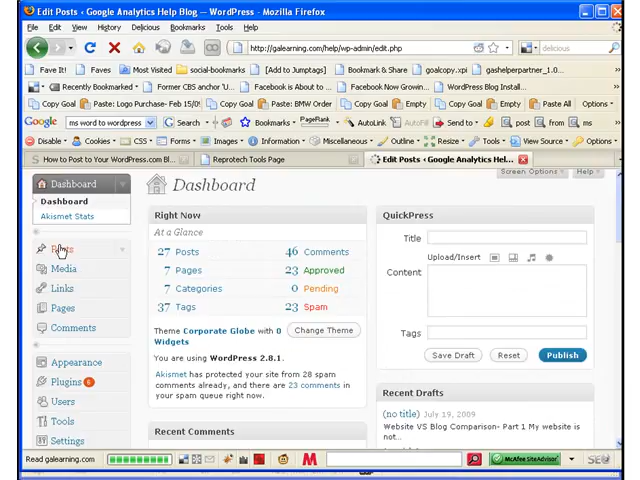 Edit Posts ‹ Google Analytics Help Blog — WordPress - Mozilla Firefox
File Edit View History Delicious Bookmarks Tools Help
http://galearning.com/help/wp-admin/edit.php
delicious
Fave It! Faves Most Visited social-bookmarks [Add to Jumptags] Bookmark & Share goalcopy.xpi gashelperpartner_1.0...
Recently Bookmarked Former CBS anchor 'U... Facebook is About to ... Facebook Now Growin... WordPress Blog Install...
Copy Goal Paste: Logo Purchase- Feb 15/09 Copy Goal Paste: BMW Order Copy Goal Empty Copy Goal Empty Paste All Options
Google ms word to wordpress Search Bookmarks PageRank AutoLink AutoFill Send to post from ms
Disable Cookies CSS Forms Images Information Miscellaneous Outline Resize Tools View Source Options
How to Post to Your WordPress.com Bl... Reprotech Tools Page Edit Posts ‹ Google Analytics Hel...
Screen Options Help
Dashboard
Dashboard
Akismet Stats
Posts
Media
Links
Pages
Comments
Appearance
Plugins 6
Users
Tools
Settings
Dashboard
Right Now
At a Glance
27 Posts 46 Comments
7 Pages 23 Approved
7 Categories 0 Pending
37 Tags 23 Spam
Theme Corporate Globe with 0 Widgets Change Theme
You are using WordPress 2.8.1.
Akismet has protected your site from 28 spam
comments already, and there are 23 comments in
your spam queue right now.
Recent Comments
QuickPress
Title
Upload/Insert
Content
Tags
Save Draft Reset Publish
Recent Drafts
(no title) July 19, 2009
Website VS Blog Comparison- Part 1 My website is
not...
Read galearning.com
McAfee SiteAdvisor